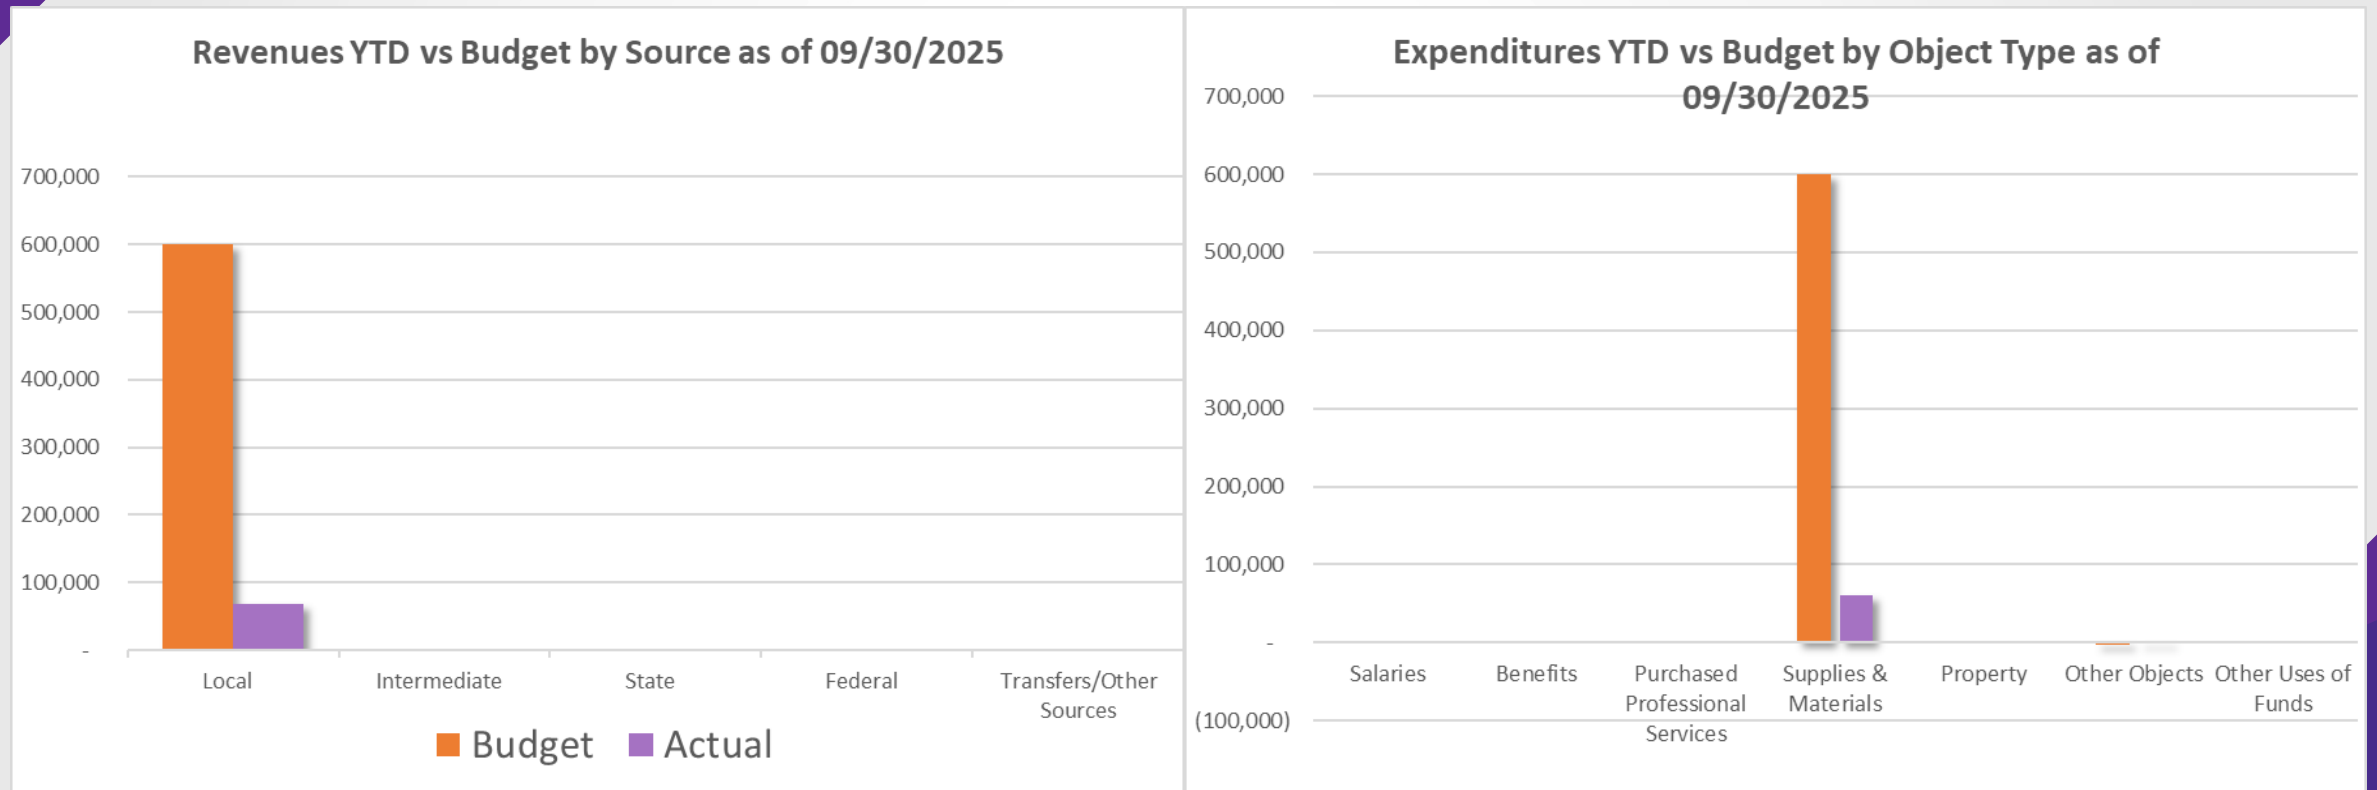 Revenues YTD vs Budget by Source as of 09/30/2025
700,000
600,000
500,000
400,000
300,000
200,000
100,000
-
Local
Intermediate
State
Federal
Transfers/Other
Sources
Budget
Actual
Expenditures YTD vs Budget by Object Type as of
09/30/2025
700,000
600,000
500,000
400,000
300,000
200,000
100,000
-
(100,000)
Salaries
Benefits
Purchased
Professional
Services
Supplies &
Materials
Property
Other Objects
Other Uses of
Funds